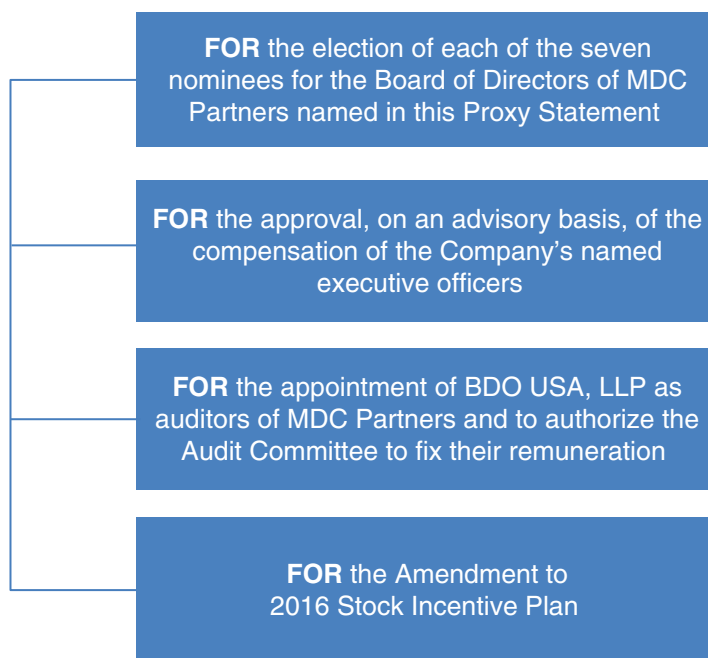 FOR the election of each of the seven
nominees for the Board of Directors of MDC
Partners named in this Proxy Statement
FOR the approval, on an advisory basis, of the
compensation of the Company’s named
executive officers
FOR the appointment of BDO USA, LLP as
auditors of MDC Partners and to authorize the
Audit Committee to fix their remuneration
FOR the Amendment to
2016 Stock Incentive Plan